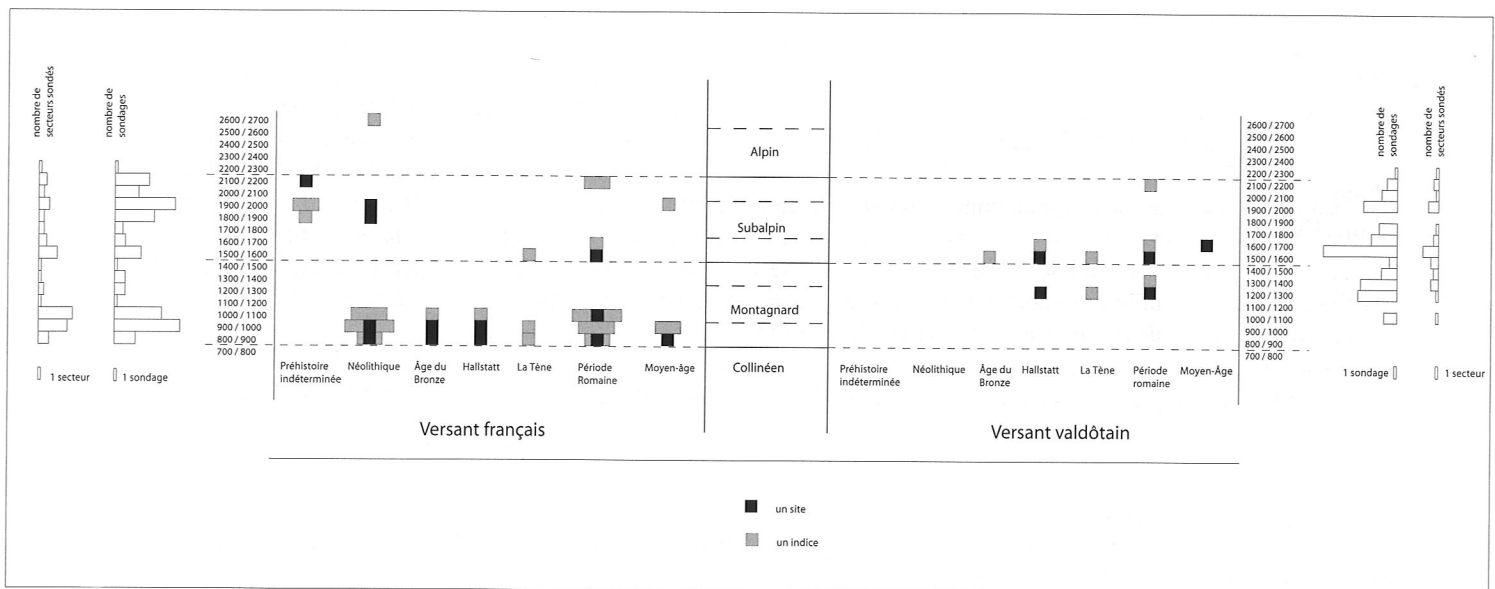 nombre de
secteurs sondés
nombre de
sondages
2600 / 2700
2500 / 2600
2400 / 2500
2300 / 2400
2200 / 2300
2100 / 2200
2000 / 2100
1900 / 2000
1800 / 1900
1700 / 1800
1600 / 1700
1500 / 1600
1400 / 1500
1300 / 1400
1200 / 1300
1100 / 1200
1000 / 1100
900 / 1000
800 / 900
700 / 800
1 secteur
1 sondage
Préhistoire
indéterminée
Néolithique
Âge du
Bronze
Hallstatt
La Tène
Période
Romaine
Moyen-âge
Versant français
Alpin
Subalpin
Montagnard
Collinéen
Préhistoire
indéterminée
Néolithique
Âge du
Bronze
Hallstatt
La Tène
Période
romaine
Moyen-Âge
Versant valdôtain
2600 / 2700
2500 / 2600
2400 / 2500
2300 / 2400
2200 / 2300
2100 / 2200
2000 / 2100
1900 / 2000
1800 / 1900
1700 / 1800
1600 / 1700
1500 / 1600
1400 / 1500
1300 / 1400
1200 / 1300
1100 / 1200
1000 / 1100
900 / 1000
800 / 900
700 / 800
nombre de
sondages
nombre de
secteurs sondés
1 sondage
1 secteur
un site
un indice